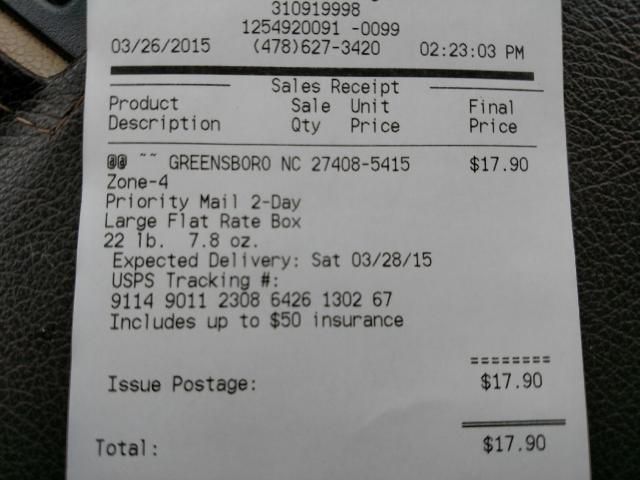 310919998
1254920091 -0099
03/26/2015 (478)627-3420 02:23:03 PM
Sales Receipt
Product Sale Unit Final
Description Qty Price Price
@@ ~~ GREENSBORO NC 27408-5415 $17.90
Zone-4
Priority Mail 2-Day
Large Flat Rate Box
22 lb. 7.8 oz.
Expected Delivery: Sat 03/28/15
USPS Tracking #:
9114 9011 2308 6426 1302 67
Includes up to $50 insurance
========
Issue Postage: $17.90
Total: $17.90